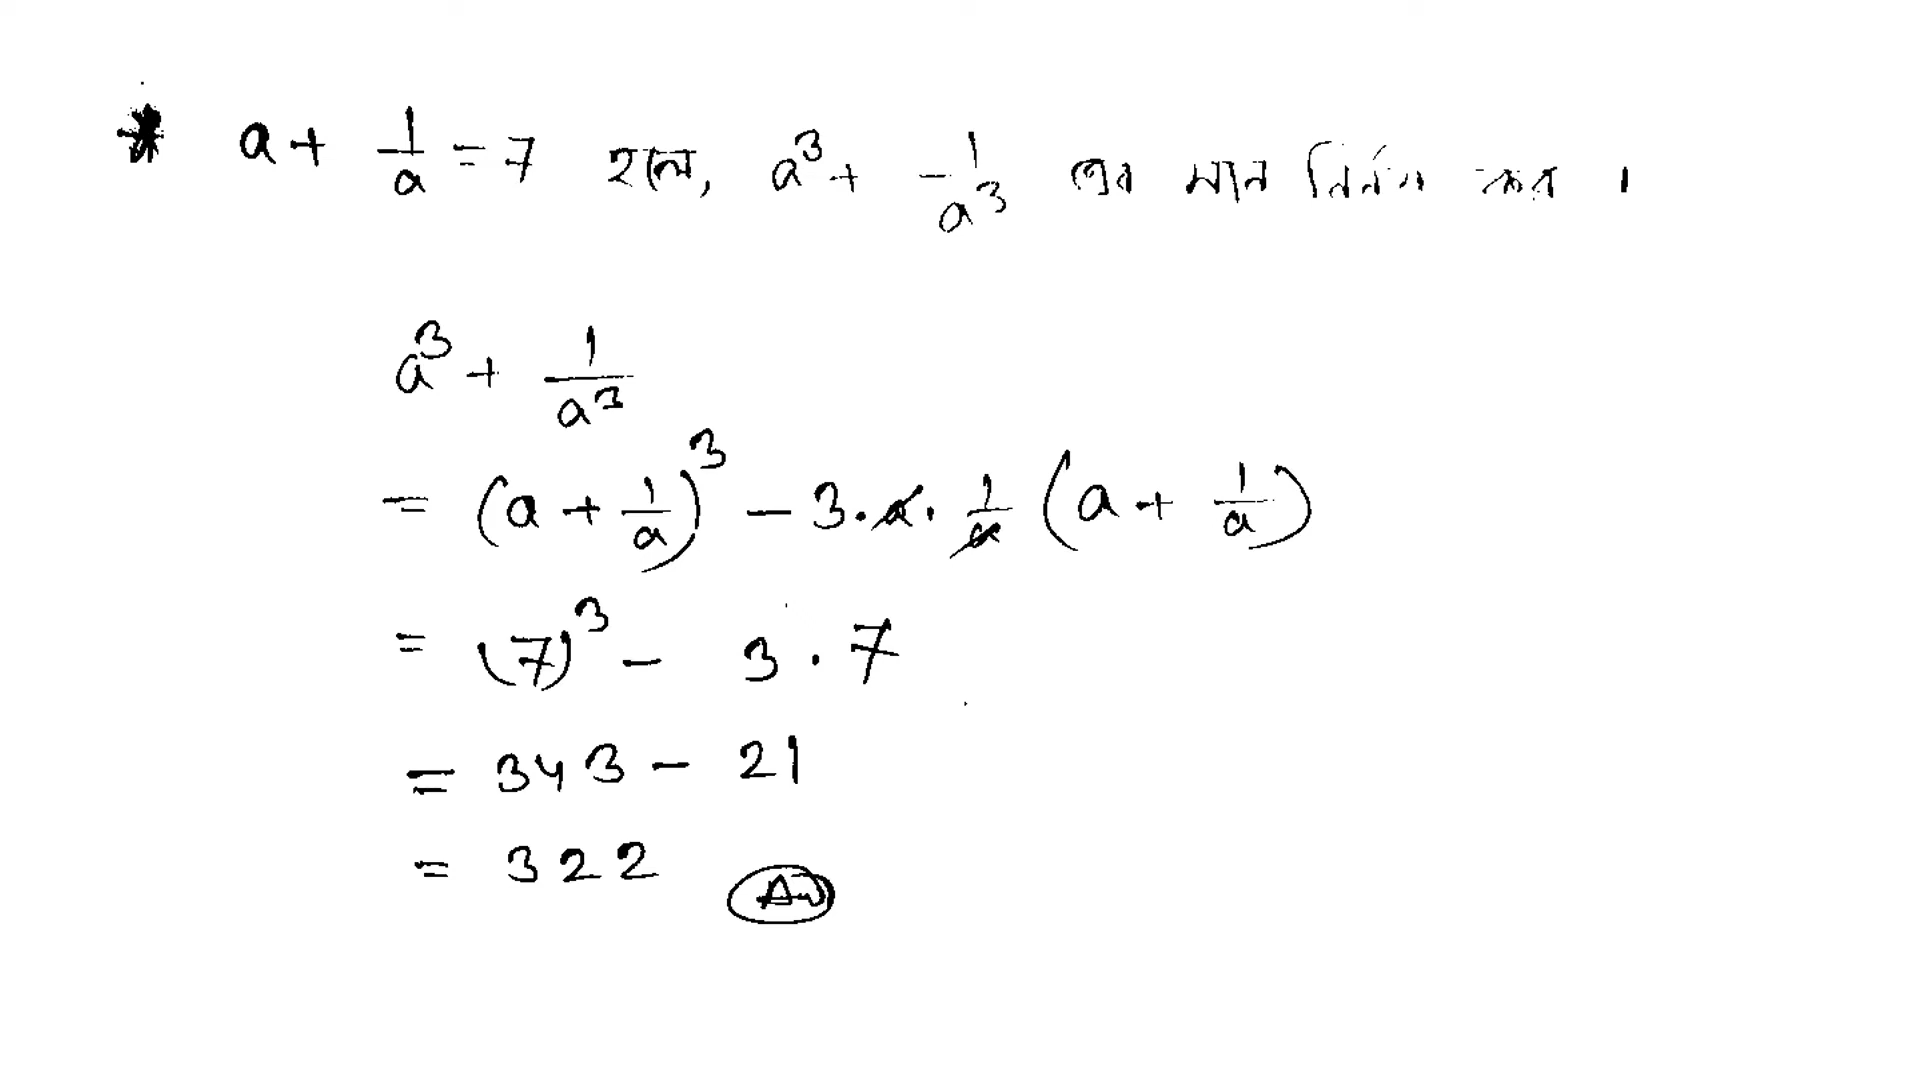 * a + 1/a = 7 হলে, a³ + 1/a³ এর মান নির্ণয় কর ।
a³ + 1/a³
= (a + 1/a)³ - 3.a. 1/a (a + 1/a)
= (7)³ - 3 . 7
= 343 - 21
= 322 Ans